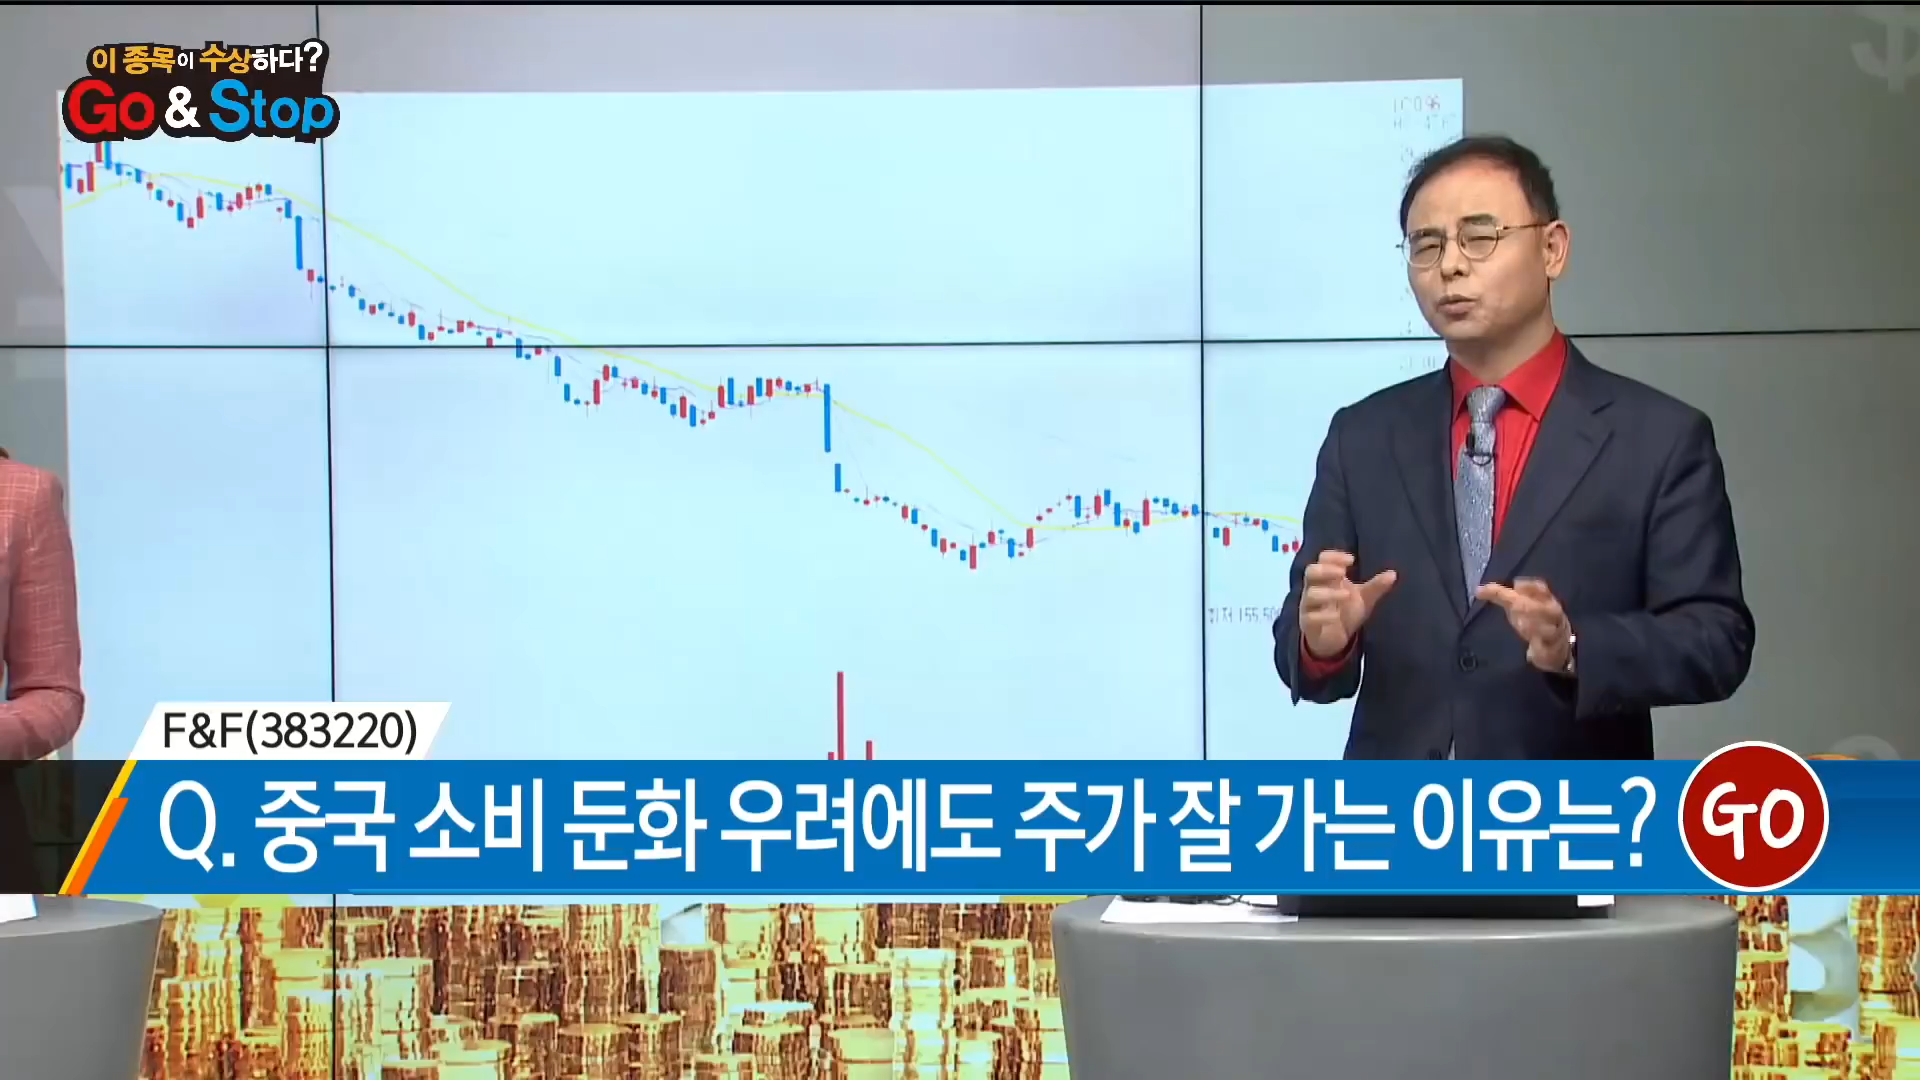 이 종목이 수상하다?
Go & Stop
F&F(383220)
Q. 중국 소비 둔화 우려에도 주가 잘 가는 이유는?
GO